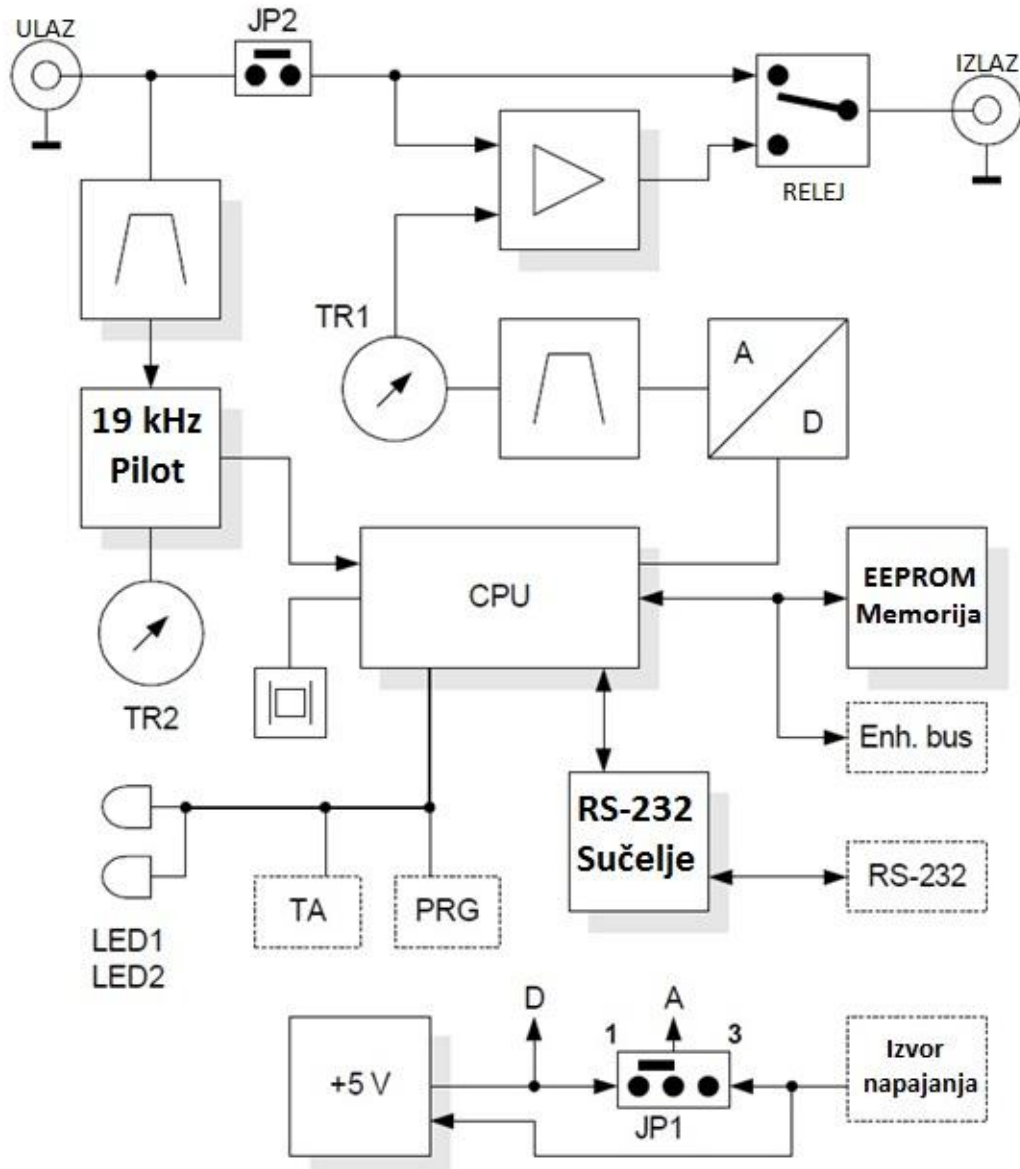 ULAZ
JP2
IZLAZ
RELEJ
TR1
A
D
19 kHz
Pilot
CPU
EEPROM
Memorija
TR2
Enh. bus
RS-232
Sučelje
RS-232
TA
PRG
LED1
LED2
D
A
1
3
+5 V
JP1
Izvor
napajanja